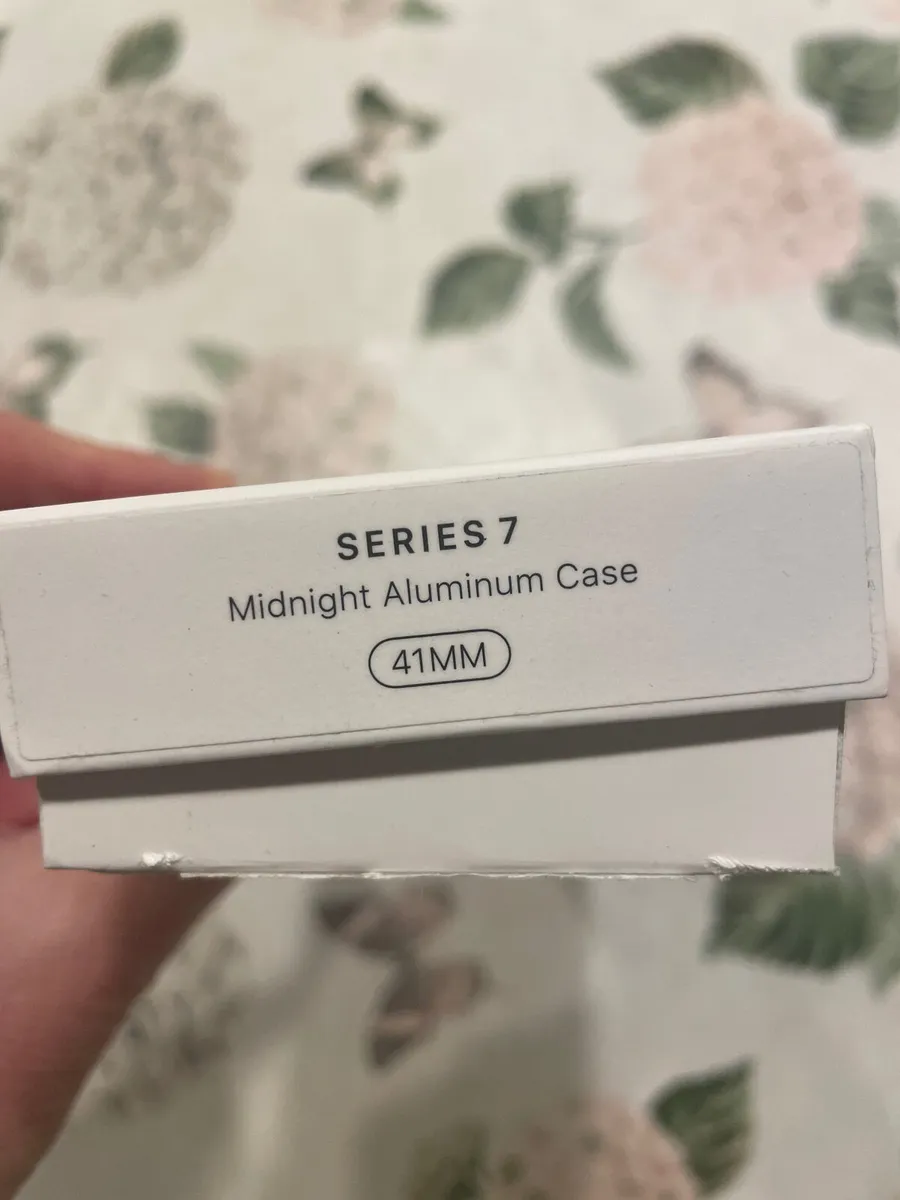 SERIES 7
Midnight Aluminum Case
41MM